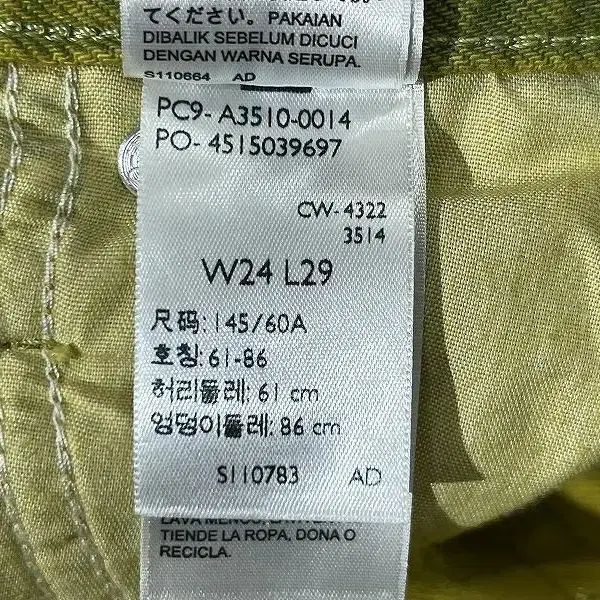 てください。PAKAIAN
DIBALIK SEBELUM DICUCI
DENGAN WARNA SERUPA.
S110664 AD
PC9- A3510-0014
PO- 4515039697
CW- 4322
3514
W24 L29
尺码: 145/60A
호칭: 61-86
허리둘레: 61 cm
엉덩이둘레: 86 cm
S110783 AD
TIENDE LA ROPA, DONA O
RECICLA.